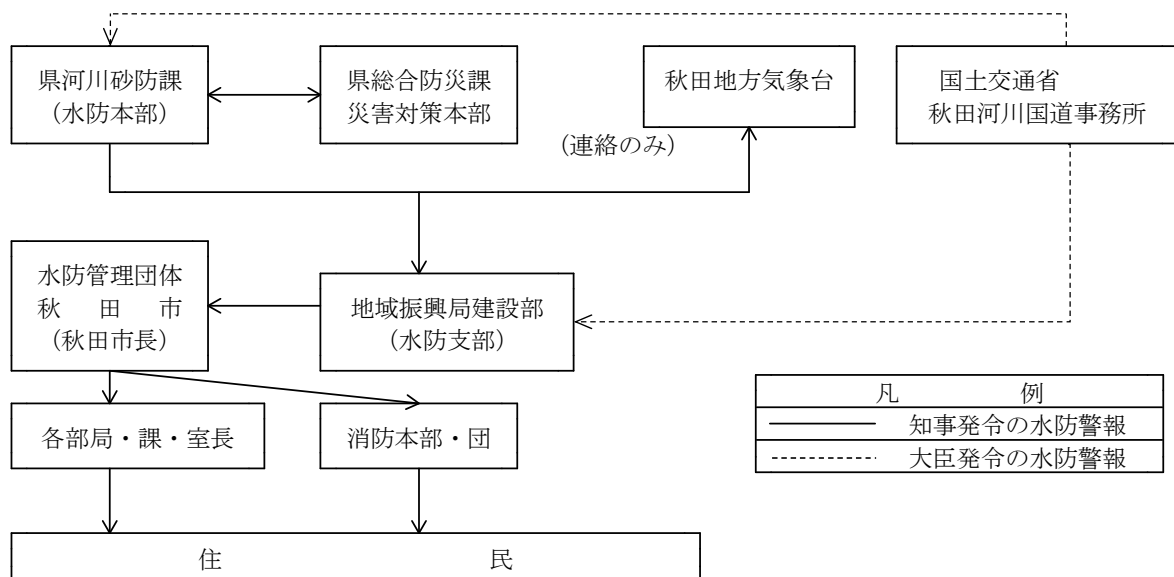 県河川砂防課
(水防本部)
県総合防災課
災害対策本部
秋田地方気象台
国土交通省
秋田河川国道事務所
(連絡のみ)
水防管理団体
秋田市
(秋田市長)
地域振興局建設部
(水防支部)
凡例
知事発令の水防警報
大臣発令の水防警報
各部局・課・室長
消防本部・団
住民